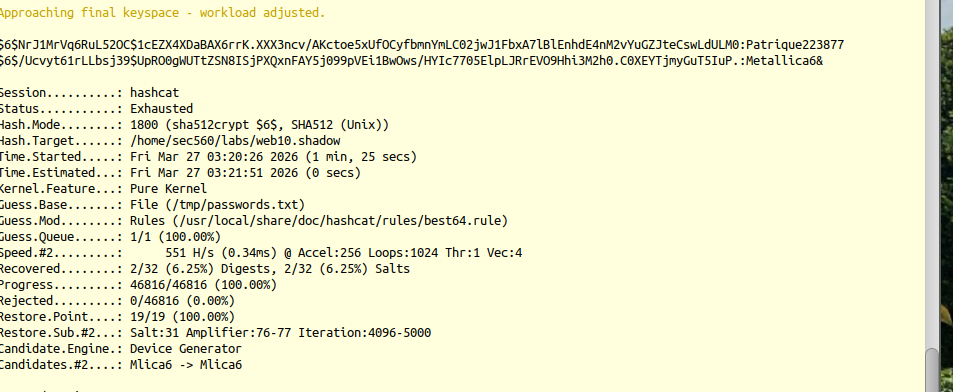 Approaching final keyspace - workload adjusted.
$6$NrJ1MrVq6RuL52OC$1cEZX4XDaBAX6rrK.XXX3ncv/AKctoe5xUfOCyfbmnYmLC02jwJ1FbxA7lBlEnhdE4nM2vYuGZJteCswLdULM0:Patrique223877
$6$/Ucvyt61rLLbsj39$UpRO0gWUTtZSN8ISjPXQxnFAY5j099pVEi1BwOws/HYIc7705ElpLJRrEVO9Hhi3M2h0.C0XEYTjmyGuT5IuP.:Metallica6&
Session..........: hashcat
Status...........: Exhausted
Hash.Mode........: 1800 (sha512crypt $6$, SHA512 (Unix))
Hash.Target......: /home/sec560/labs/web10.shadow
Time.Started.....: Fri Mar 27 03:20:26 2026 (1 min, 25 secs)
Time.Estimated...: Fri Mar 27 03:21:51 2026 (0 secs)
Kernel.Feature...: Pure Kernel
Guess.Base.......: File (/tmp/passwords.txt)
Guess.Mod........: Rules (/usr/local/share/doc/hashcat/rules/best64.rule)
Guess.Queue......: 1/1 (100.00%)
Speed.#2.........:      551 H/s (0.34ms) @ Accel:256 Loops:1024 Thr:1 Vec:4
Recovered........: 2/32 (6.25%) Digests, 2/32 (6.25%) Salts
Progress.........: 46816/46816 (100.00%)
Rejected.........: 0/46816 (0.00%)
Restore.Point....: 19/19 (100.00%)
Restore.Sub.#2...: Salt:31 Amplifier:76-77 Iteration:4096-5000
Candidate.Engine.: Device Generator
Candidates.#2....: Mlica6 -> Mlica6